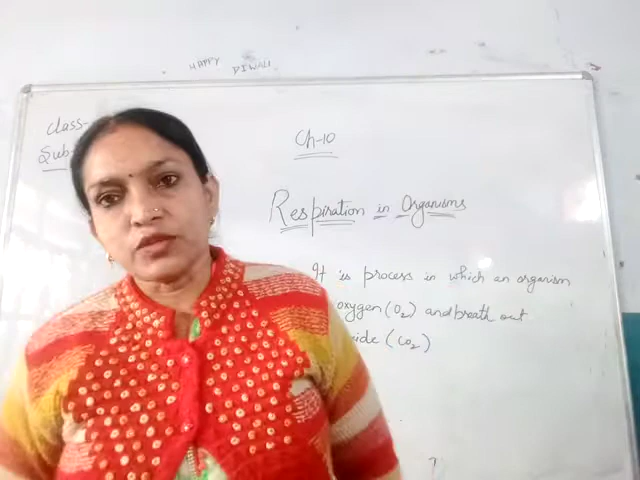 HAPPY DIWALI
Class-
Sub-
Ch-10
Respiration in Organisms
It is process in which an organism
oxygen (O₂) and breath out
ide (CO₂)